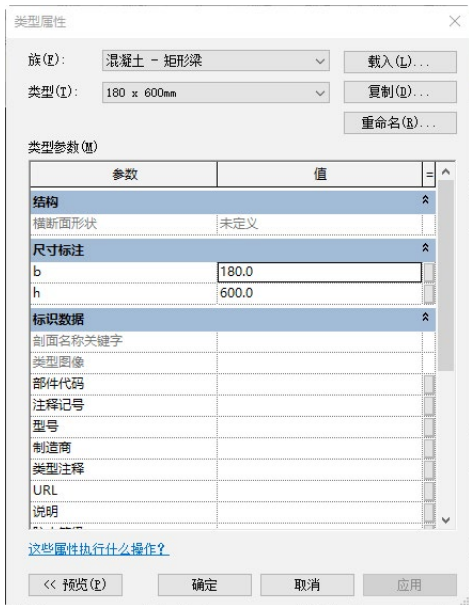 类型属性
族(F): 混凝土 - 矩形梁 载入(L)...
类型(T): 180 x 600mm 复制(D)...
重命名(R)...
类型参数(M)
参数 值 =
结构
横断面形状 未定义
尺寸标注
b 180.0
h 600.0
标识数据
剖面名称关键字
类型图像
部件代码
注释记号
型号
制造商
类型注释
URL
说明
这些属性执行什么操作?
<< 预览(P) 确定 取消 应用